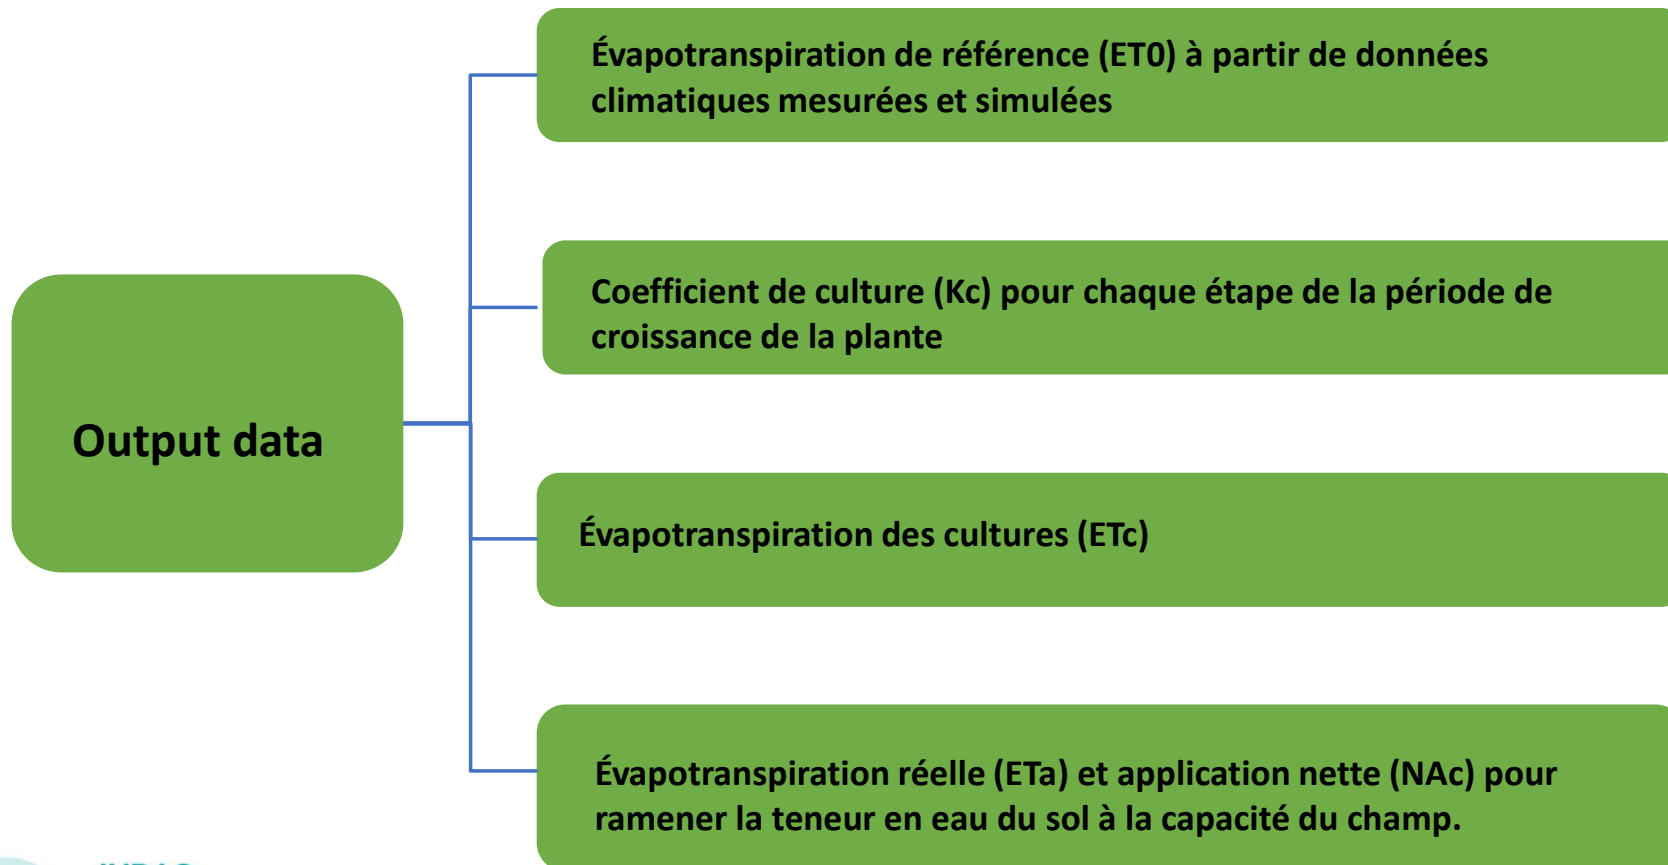 Évapotranspiration de référence (ET0) à partir de données
climatiques mesurées et simulées
Coefficient de culture (Kc) pour chaque étape de la période de
croissance de la plante
Output data
Évapotranspiration des cultures (ETc)
Évapotranspiration réelle (ETa) et application nette (NAc) pour
ramener la teneur en eau du sol à la capacité du champ.